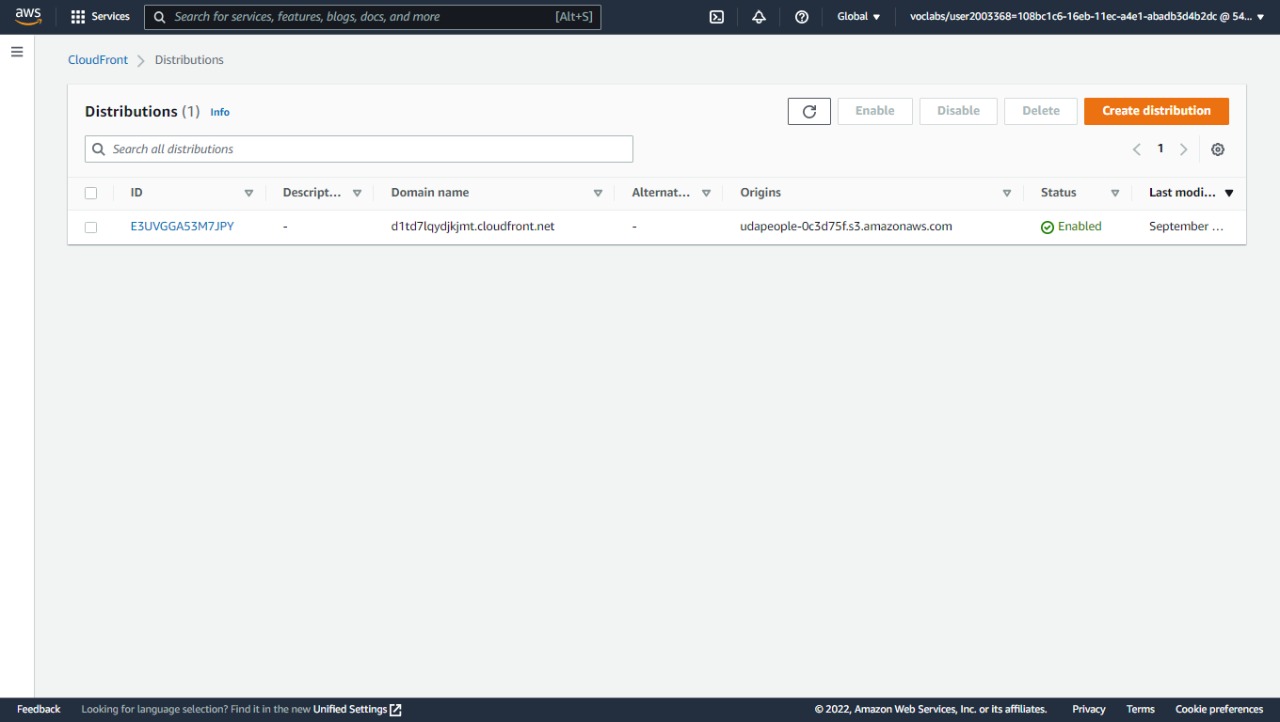 aws Services Search for services, features, blogs, docs, and more [Alt+S] Global voclabs/user2003368=108bc1c6-16eb-11ec-a4e1-abadb3d4b2dc @ 54...
CloudFront Distributions
Distributions (1) Info Enable Disable Delete Create distribution
Search all distributions 1
ID Descript... Domain name Alternat... Origins Status Last modi...
E3UVGGA53M7JPY - d1td7lqydjkjmt.cloudfront.net - udapeople-0c3d75f.s3.amazonaws.com Enabled September ...
Feedback Looking for language selection? Find it in the new Unified Settings © 2022, Amazon Web Services, Inc. or its affiliates. Privacy Terms Cookie preferences